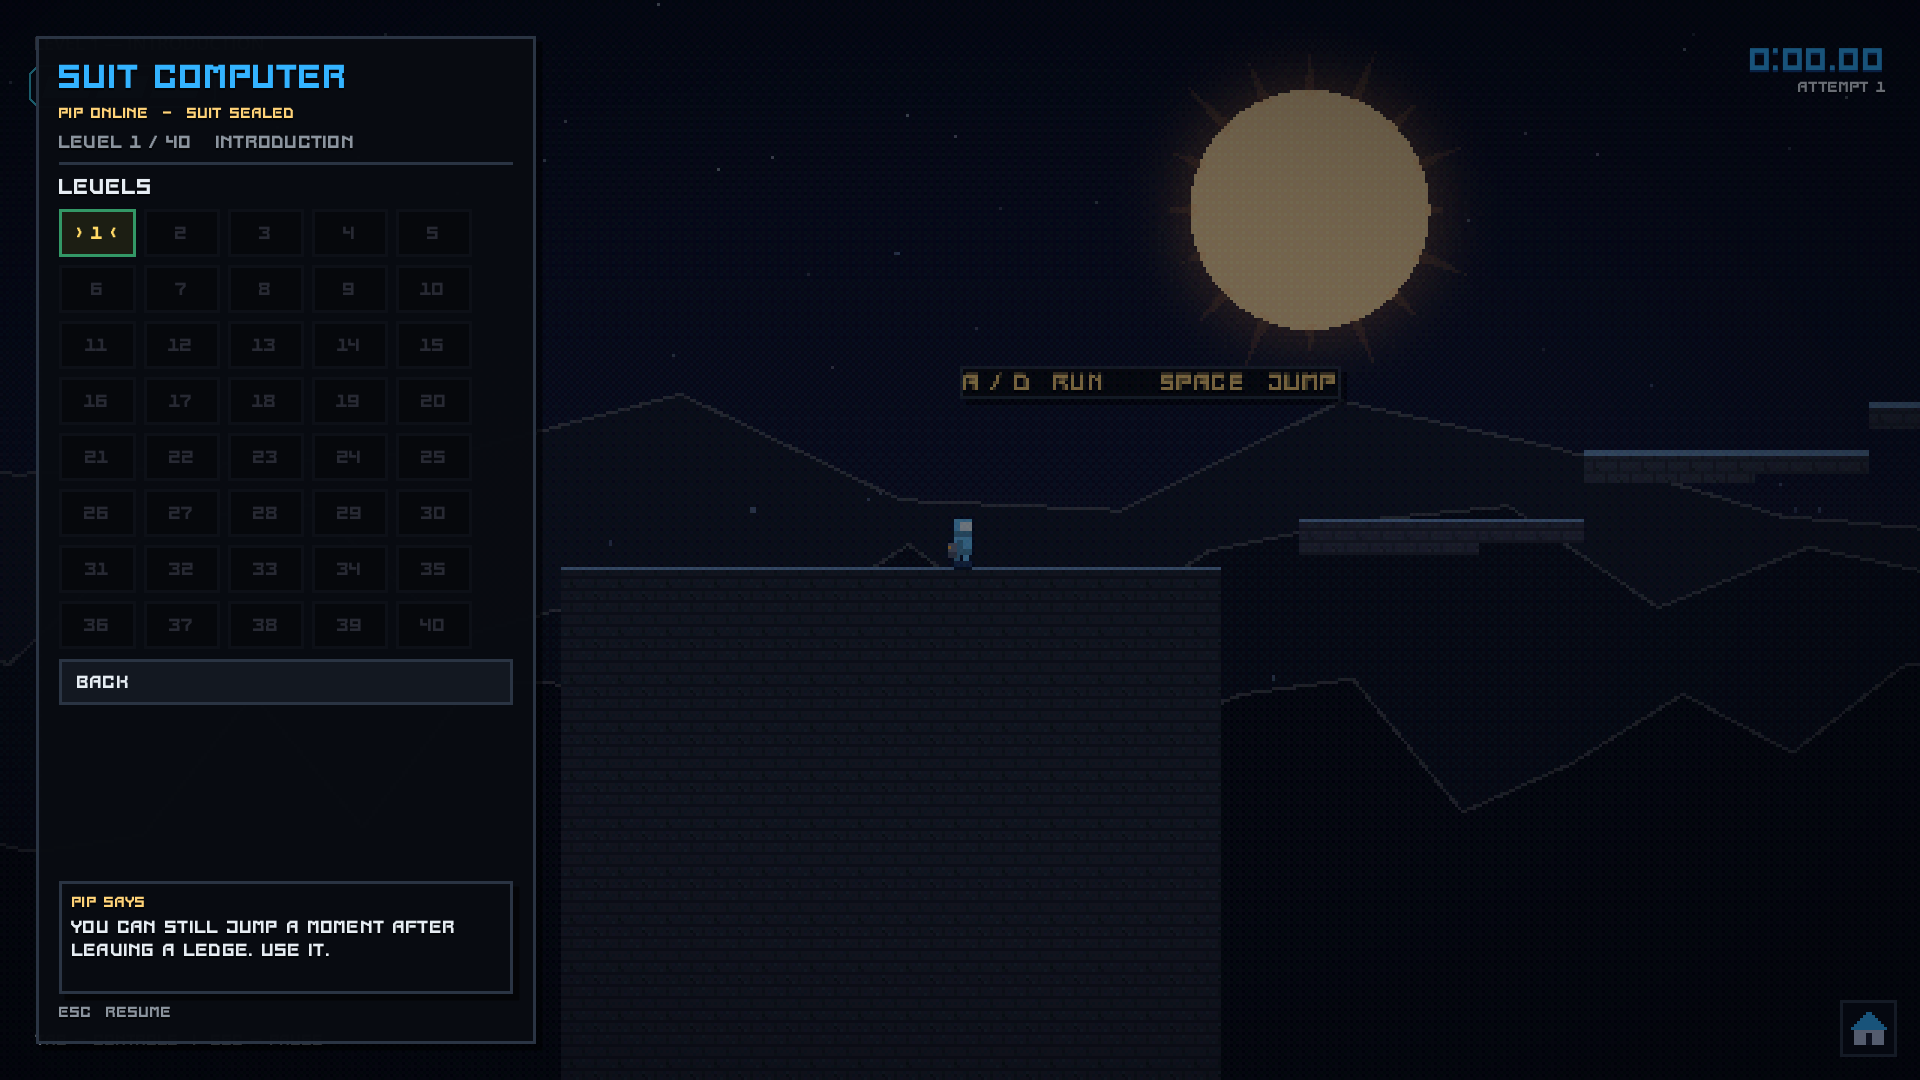 SUIT COMPUTER
PIP ONLINE - SUIT SEALED
LEVEL 1 / 40 INTRODUCTION
LEVELS
› 1 ‹ 2 3 4 5
6 7 8 9 10
11 12 13 14 15
16 17 18 19 20
21 22 23 24 25
26 27 28 29 30
31 32 33 34 35
36 37 38 39 40
BACK
PIP SAYS
YOU CAN STILL JUMP A MOMENT AFTER
LEAVING A LEDGE. USE IT.
ESC RESUME
A / D RUN SPACE JUMP
0:00.00
ATTEMPT 1